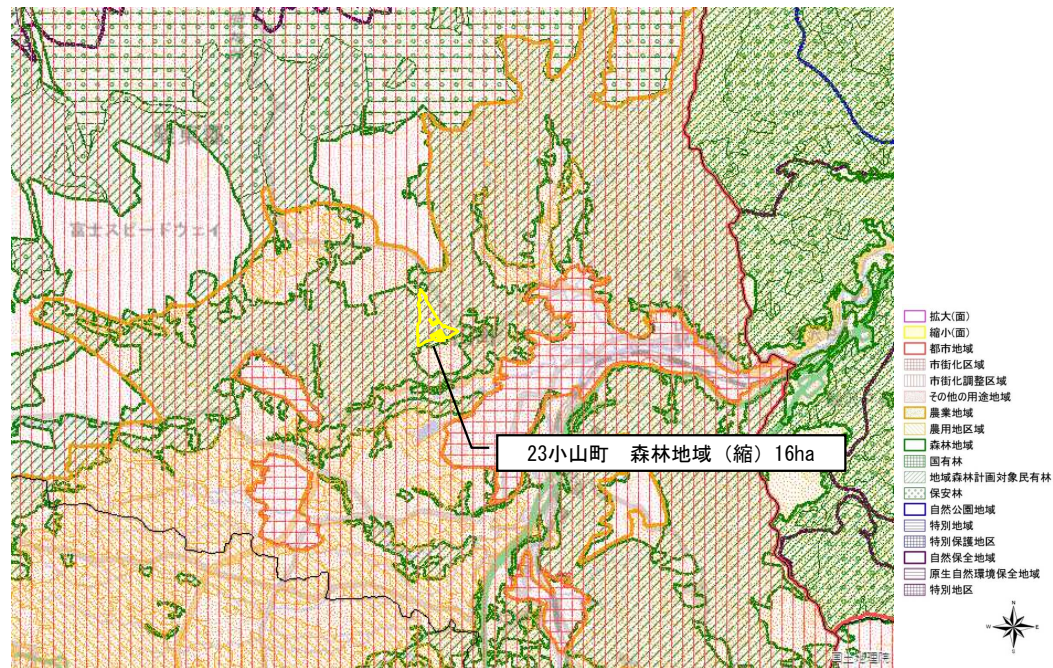 富士スピードウェイ
23小山町 森林地域（縮）16ha
拡大(面)
縮小(面)
都市地域
市街化区域
市街化調整区域
その他の用途地域
農業地域
農用地区域
森林地域
国有林
地域森林計画対象民有林
保安林
自然公園地域
特別地域
特別保護地区
自然保全地域
原生自然環境保全地域
特別地区
N
W
E
S
国土地理院